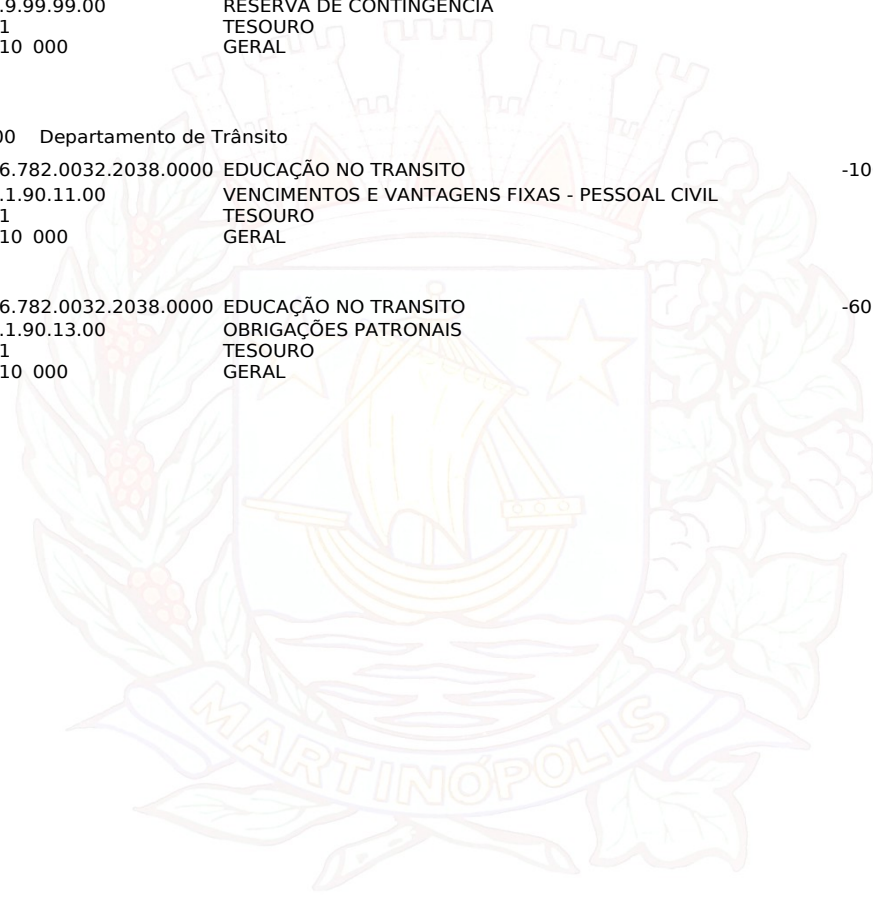 .9.99.99.00 RESERVA DE CONTINGENCIA
1 TESOURO
10 000 GERAL
00 Departamento de Trânsito
6.782.0032.2038.0000 EDUCAÇÃO NO TRANSITO -10
.1.90.11.00 VENCIMENTOS E VANTAGENS FIXAS - PESSOAL CIVIL
1 TESOURO
10 000 GERAL
6.782.0032.2038.0000 EDUCAÇÃO NO TRANSITO -60
.1.90.13.00 OBRIGAÇÕES PATRONAIS
1 TESOURO
10 000 GERAL
MARTINÓPOLIS